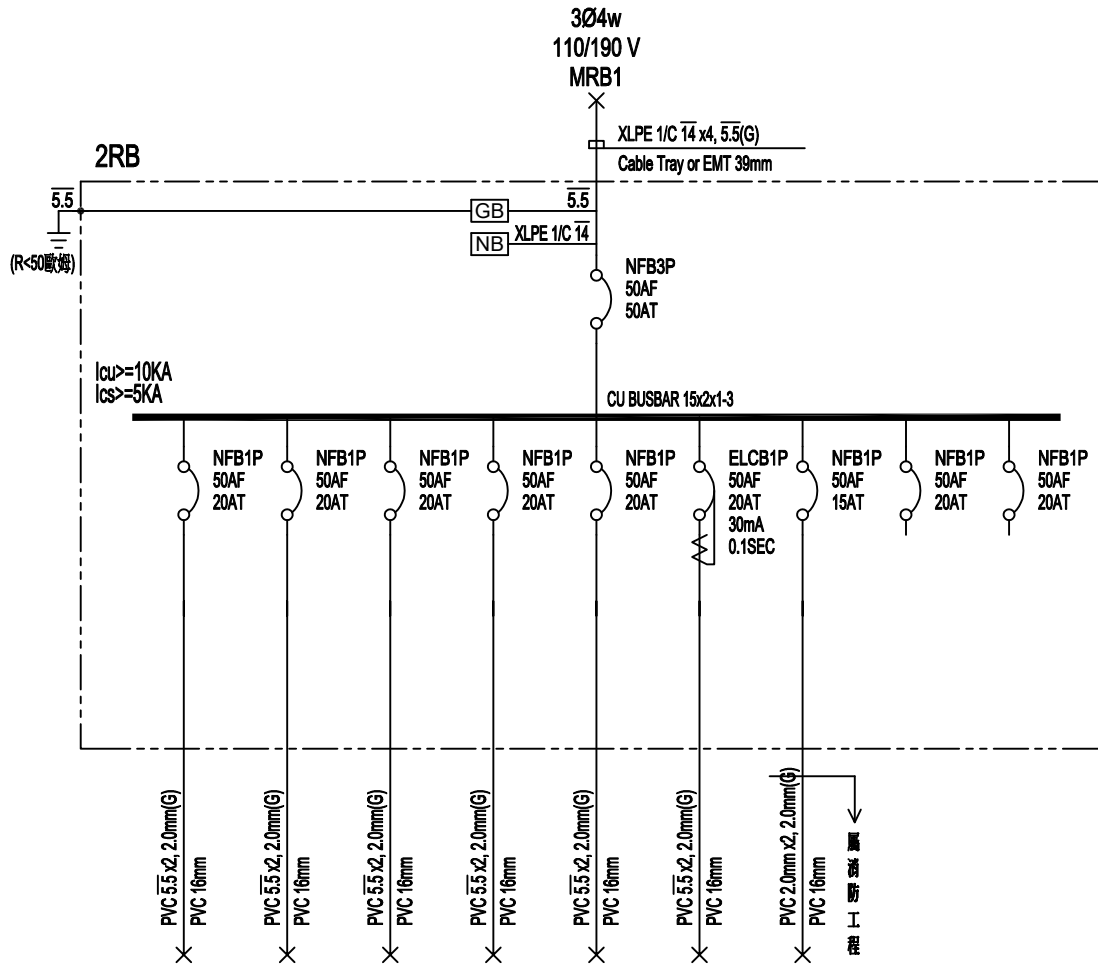 3Ø4w
110/190 V
MRB1
XLPE 1/C 14 x4, 5.5(G)
Cable Tray or EMT 39mm
2RB
5.5
GB
5.5
NB
XLPE 1/C 14
(R<50歐姆)
NFB3P
50AF
50AT
Icu>=10KA
Ics>=5KA
CU BUSBAR 15x2x1-3
NFB1P
50AF
20AT
NFB1P
50AF
20AT
NFB1P
50AF
20AT
NFB1P
50AF
20AT
NFB1P
50AF
20AT
ELCB1P
50AF
20AT
30mA
0.1SEC
NFB1P
50AF
15AT
NFB1P
50AF
20AT
NFB1P
50AF
20AT
PVC 5.5 x2, 2.0mm(G)
PVC 16mm
PVC 5.5 x2, 2.0mm(G)
PVC 16mm
PVC 5.5 x2, 2.0mm(G)
PVC 16mm
PVC 5.5 x2, 2.0mm(G)
PVC 16mm
PVC 5.5 x2, 2.0mm(G)
PVC 16mm
PVC 5.5 x2, 2.0mm(G)
PVC 16mm
PVC 2.0mm x2, 2.0mm(G)
PVC 16mm
屬消防工程